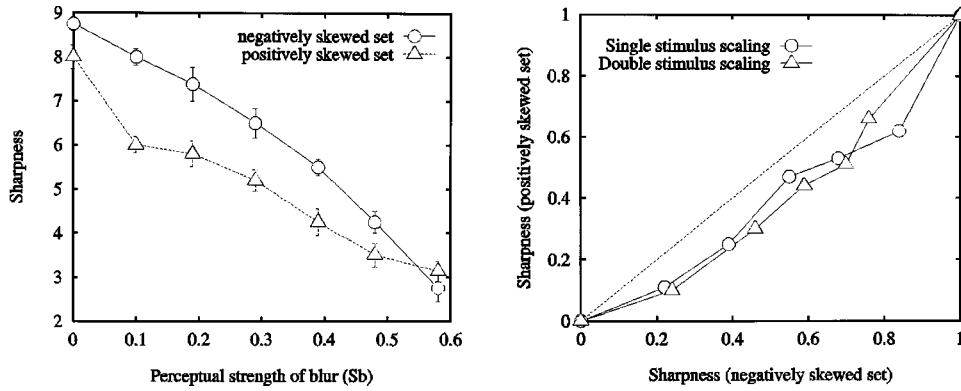 9
8
7
6
5
4
3
2
Sharpness
negatively skewed set
positively skewed set
0 0.1 0.2 0.3 0.4 0.5 0.6
Perceptual strength of blur (Sb)
1
0.8
0.6
0.4
0.2
0
Sharpness (positively skewed set)
Single stimulus scaling
Double stimulus scaling
0 0.2 0.4 0.6 0.8 1
Sharpness (negatively skewed set)